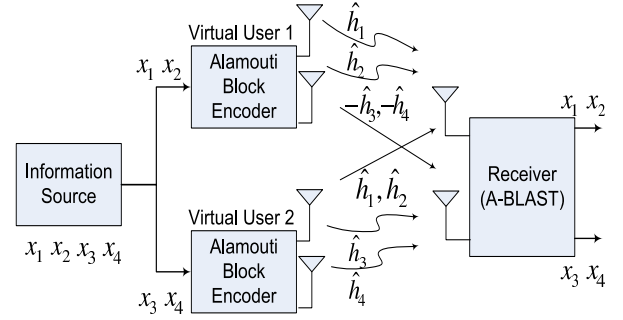 Information
Source
x₁ x₂ x₃ x₄
x₁ x₂
x₃ x₄
Virtual User 1
Alamouti
Block
Encoder
Virtual User 2
Alamouti
Block
Encoder
ĥ₁
ĥ₂
-ĥ₃,-ĥ₄
ĥ₁, ĥ₂
ĥ₃
ĥ₄
Receiver
(A-BLAST)
x₁ x₂
x₃ x₄